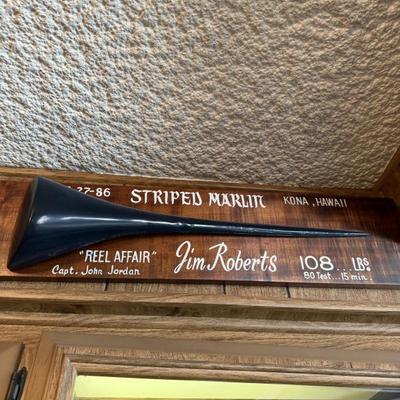 27-86 STRIPED MARLIN KONA, HAWAII
"REEL AFFAIR" Jim Roberts 108... LBS.
Capt. John Jordan 80 Test... 15 min.